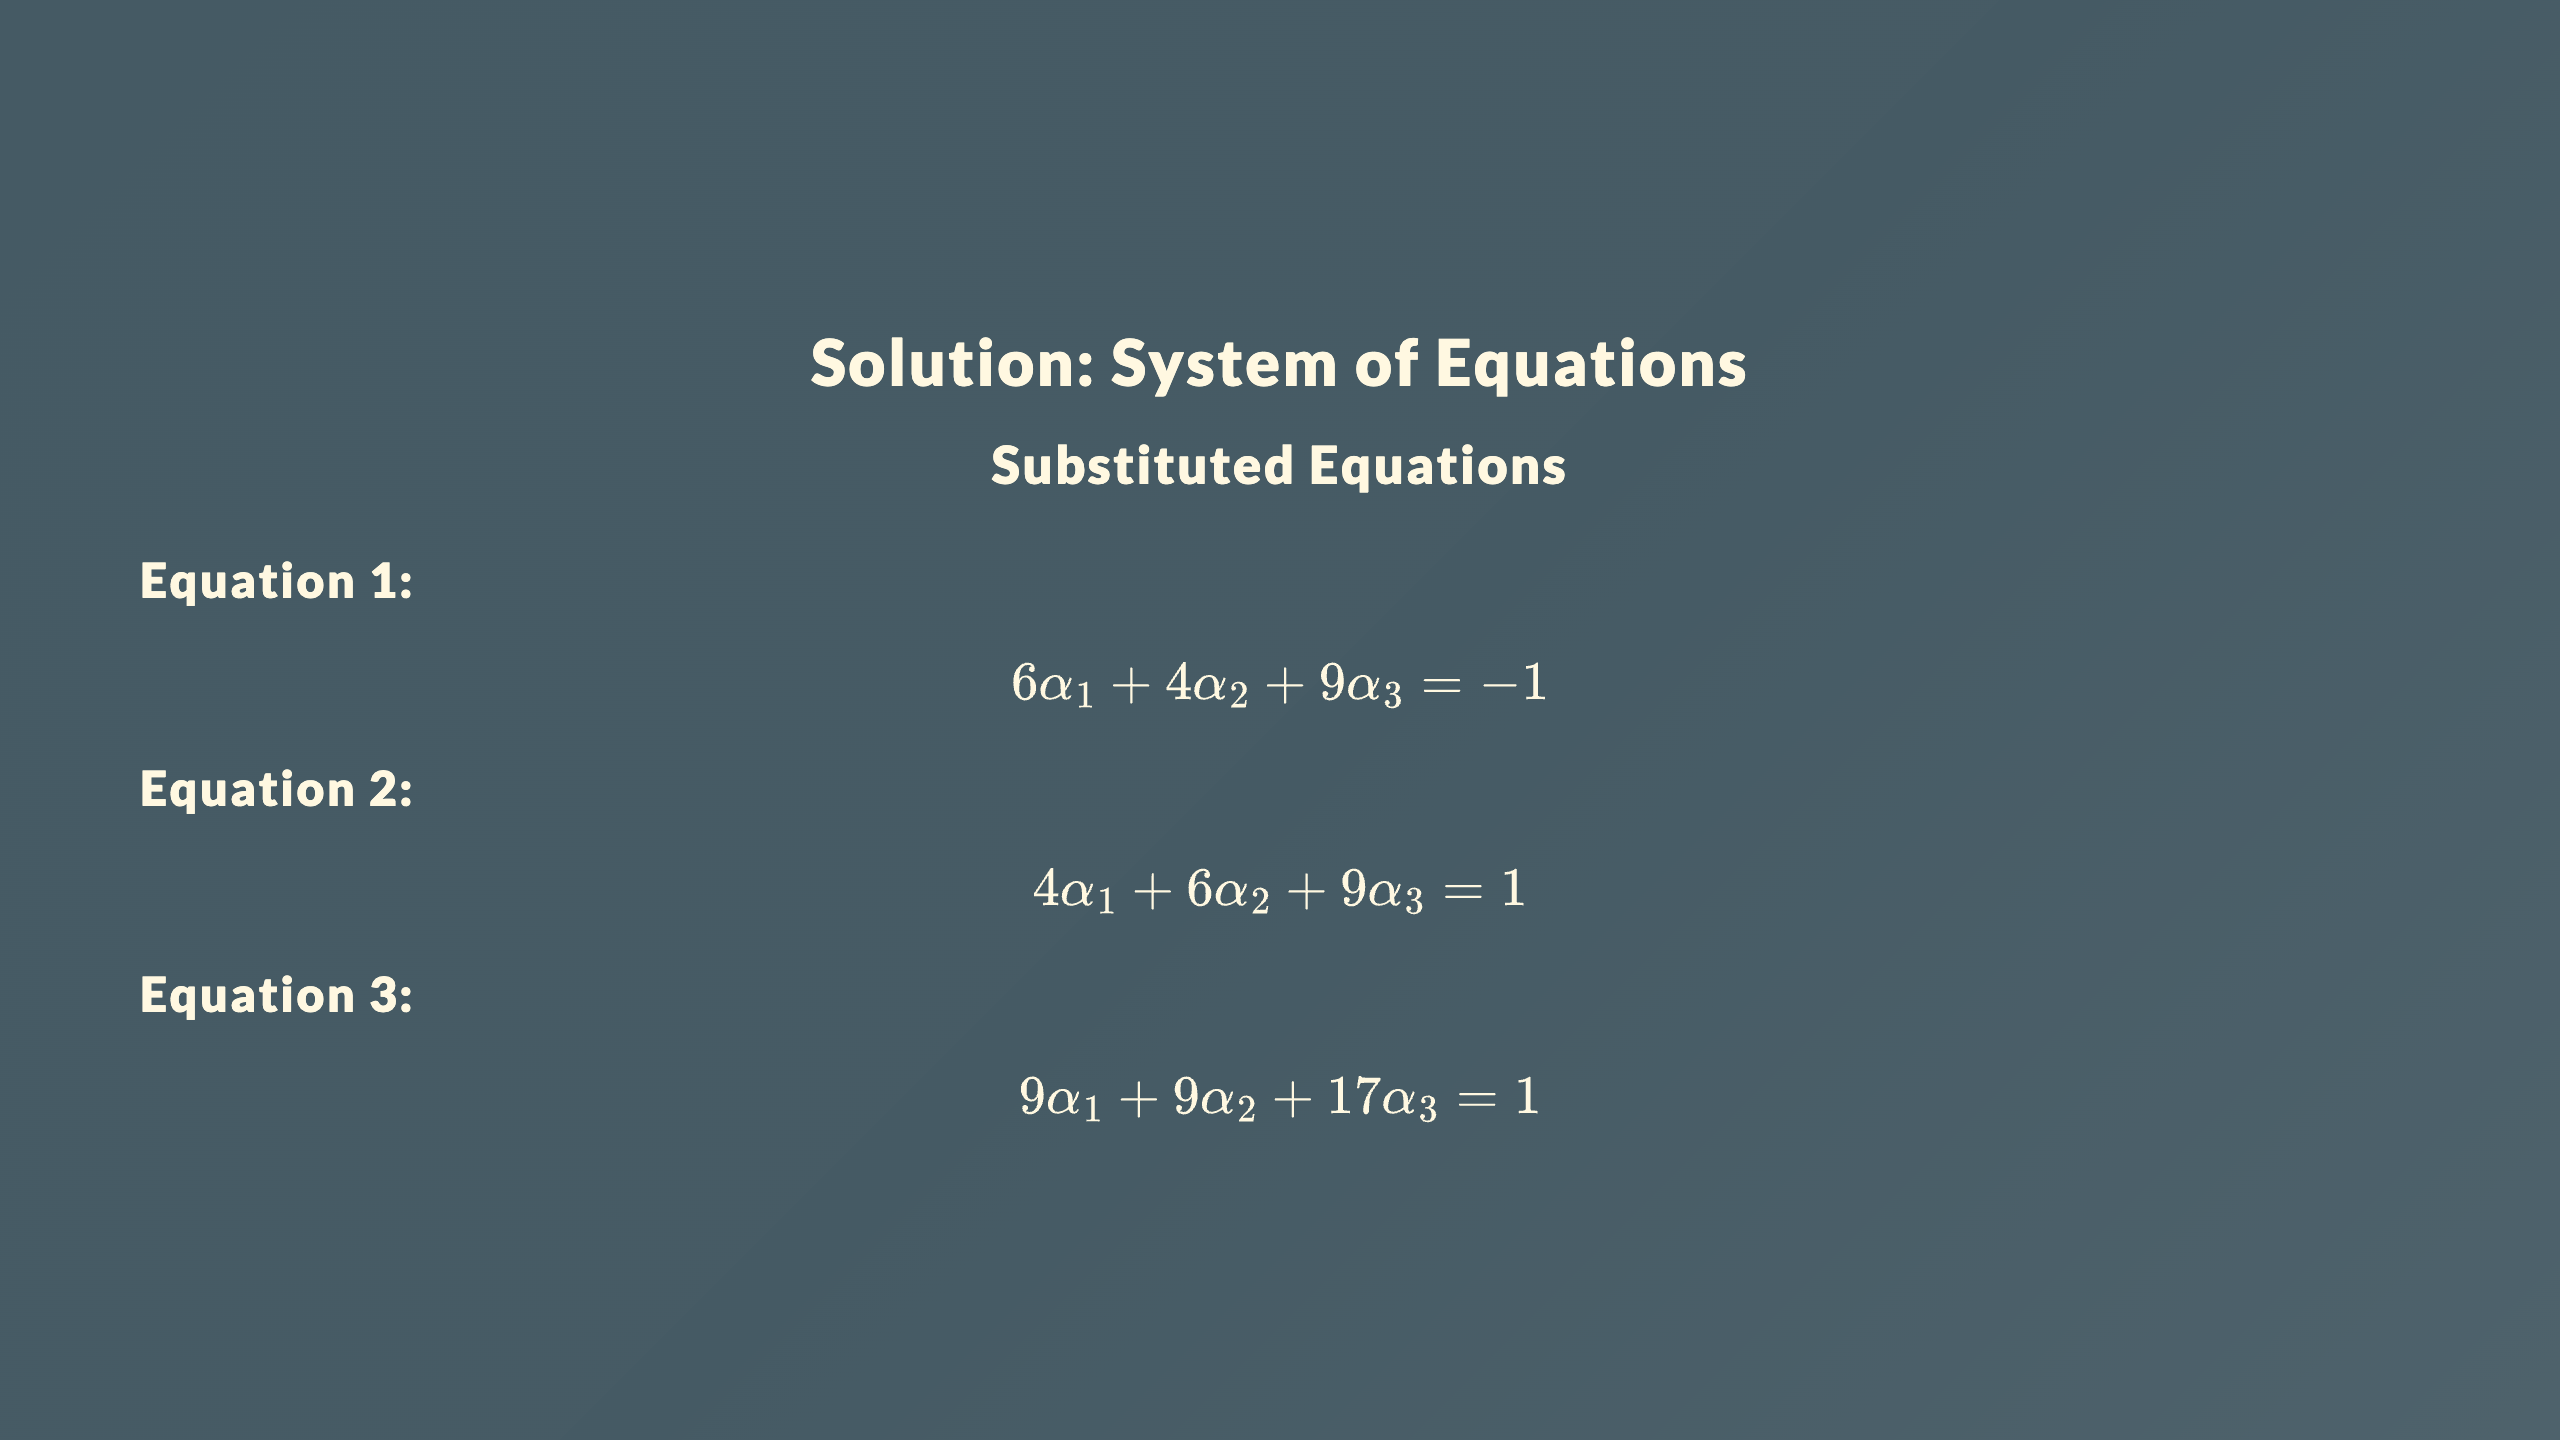 Solution: System of Equations
Substituted Equations
Equation 1:
6α₁ + 4α₂ + 9α₃ = −1
Equation 2:
4α₁ + 6α₂ + 9α₃ = 1
Equation 3:
9α₁ + 9α₂ + 17α₃ = 1